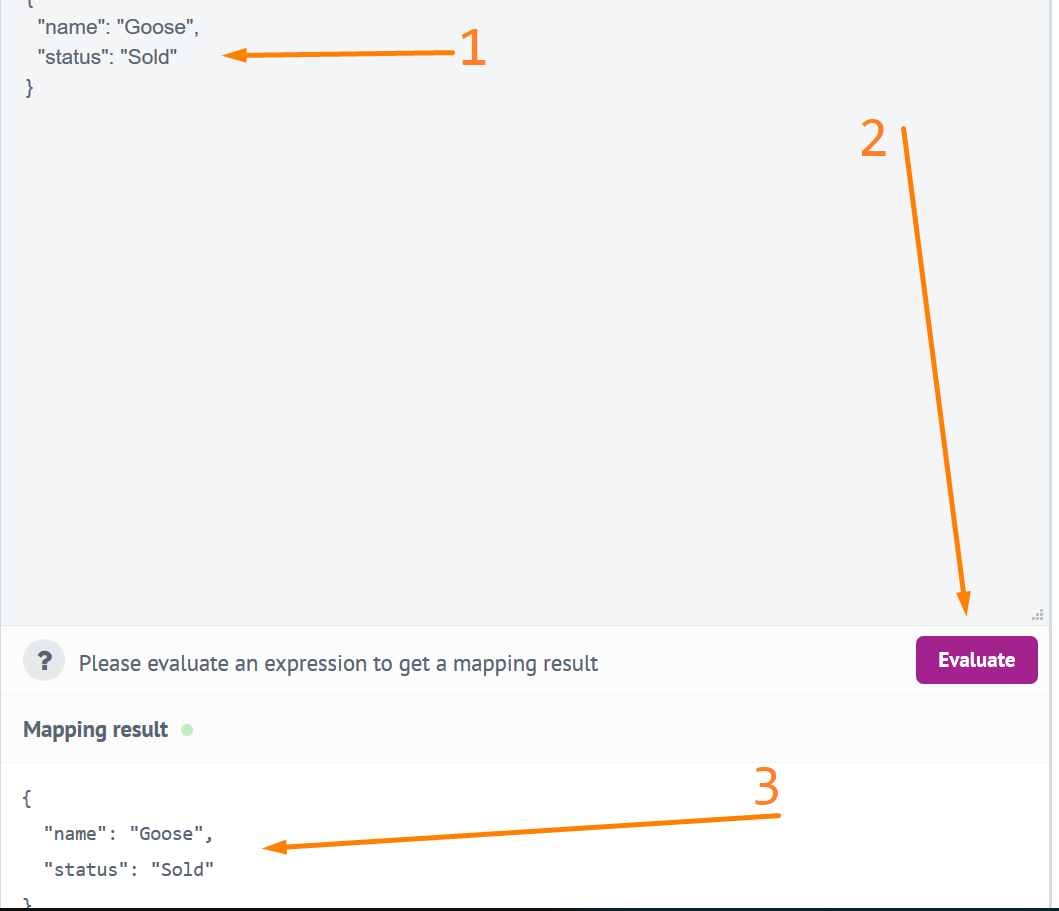 {
"name": "Goose",
"status": "Sold"
}
1
2
? Please evaluate an expression to get a mapping result
Evaluate
Mapping result
{
"name": "Goose",
"status": "Sold"
}
3